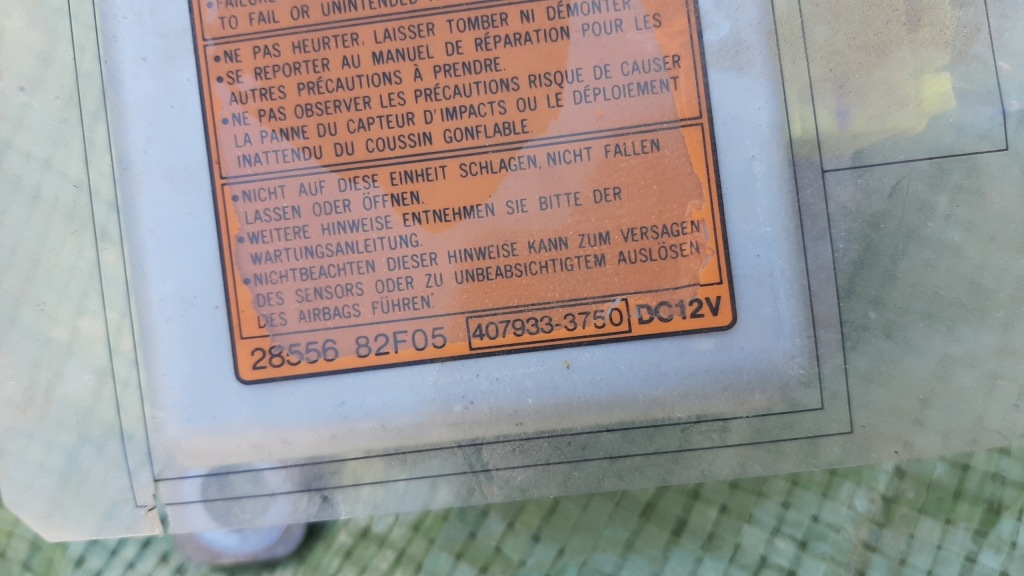 •FAILURE
TO FAIL OR UNINTENDED
•NE PAS HEURTER, LAISSER TOMBER NI DÉMONTER.
•SE REPORTER AU MANUEL DE RÉPARATION POUR LES
AUTRES PRÉCAUTIONS À PRENDRE.
•NE PAS OBSERVER LES PRÉCAUTIONS RISQUE DE CAUSER
LA PANNE DU CAPTEUR D'IMPACTS OU LE DÉPLOIEMENT
INATTENDU DU COUSSIN GONFLABLE.
•NICHT AUF DIESE EINHEIT SCHLAGEN, NICHT FALLEN
LASSEN ODER ÖFFNEN.
•WEITERE HINWEISE ENTNEHMEN SIE BITTE DER
WARTUNGSANLEITUNG.
•NICHTBEACHTEN DIESER HINWEISE KANN ZUM VERSAGEN
DES SENSORS ODER ZU UNBEABSICHTIGTEM AUSLÖSEN
DES AIRBAGS FÜHREN.
28556 82F05 407933-3750 DC12V